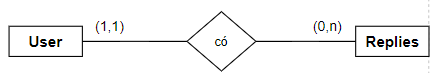 (1,1)
(0,n)
User
có
Replies